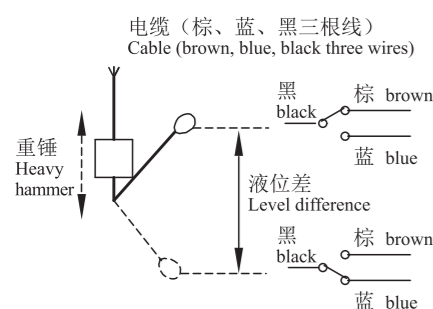 电缆（棕、蓝、黑三根线）
Cable (brown, blue, black three wires)
黑
black
棕 brown
蓝 blue
重锤
Heavy
hammer
液位差
Level difference
黑
black
棕 brown
蓝 blue